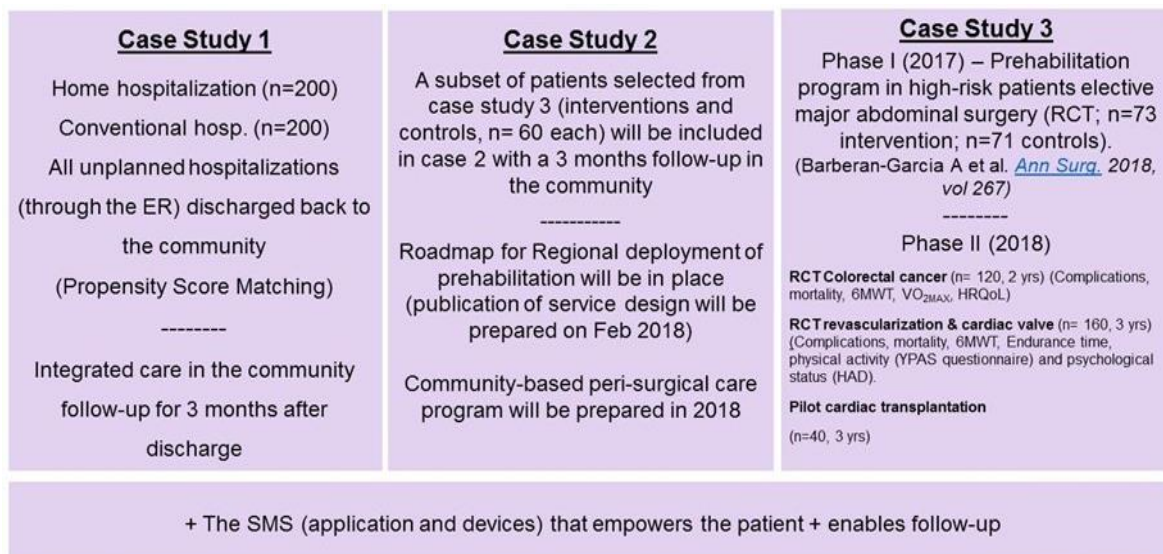 Case Study 1
Home hospitalization (n=200)
Conventional hosp. (n=200)
All unplanned hospitalizations
(through the ER) discharged back to
the community
(Propensity Score Matching)
--------
Integrated care in the community
follow-up for 3 months after
discharge
Case Study 2
A subset of patients selected from
case study 3 (interventions and
controls, n= 60 each) will be included
in case 2 with a 3 months follow-up in
the community
-----------
Roadmap for Regional deployment of
prehabilitation will be in place
(publication of service design will be
prepared on Feb 2018)
Community-based peri-surgical care
program will be prepared in 2018
Case Study 3
Phase I (2017) – Prehabilitation
program in high-risk patients elective
major abdominal surgery (RCT; n=73
intervention; n=71 controls).
(Barberan-Garcia A et al. Ann Surg. 2018,
vol 267)
--------
Phase II (2018)
RCT Colorectal cancer (n= 120, 2 yrs) (Complications,
mortality, 6MWT, VO2MAX, HRQoL)
RCT revascularization & cardiac valve (n= 160, 3 yrs)
(Complications, mortality, 6MWT, Endurance time,
physical activity (YPAS questionnaire) and psychological
status (HAD).
Pilot cardiac transplantation
(n=40, 3 yrs)
+ The SMS (application and devices) that empowers the patient + enables follow-up